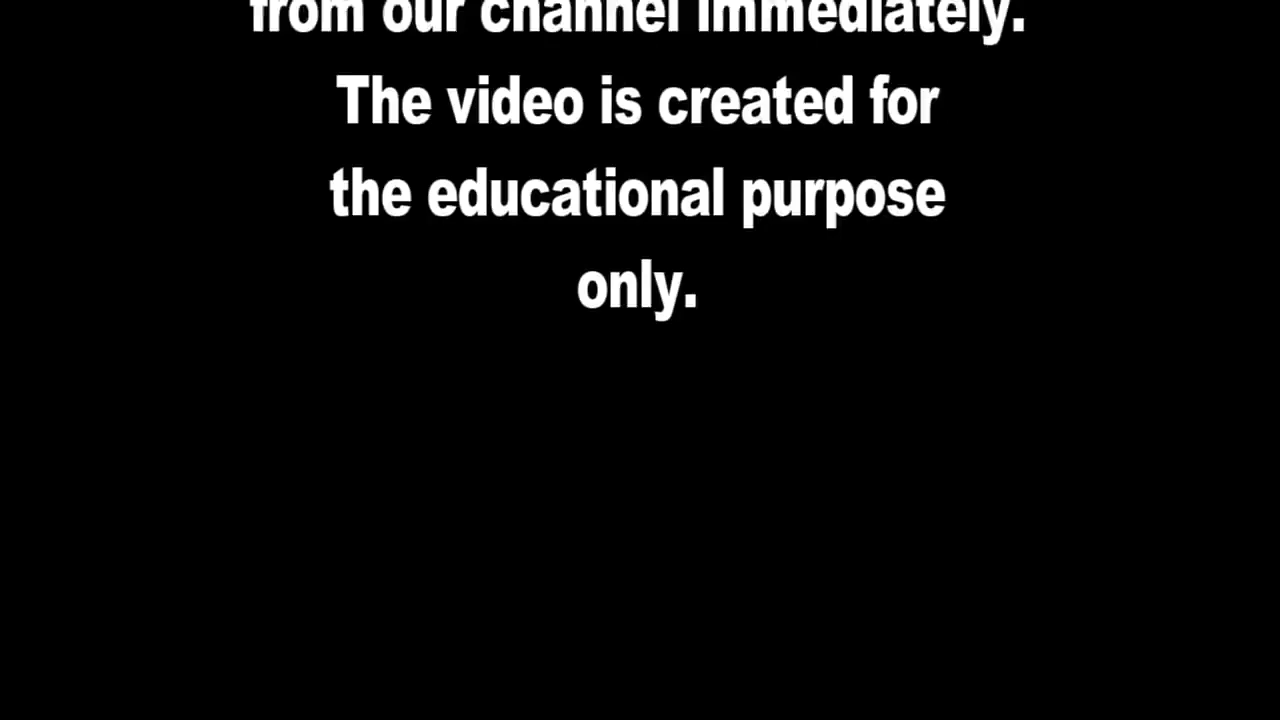 from our channel immediately.
The video is created for
the educational purpose
only.